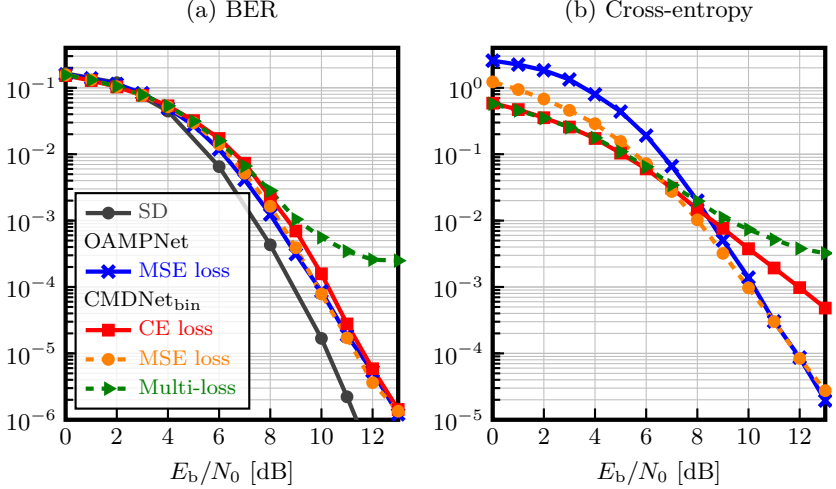 (a) BER
(b) Cross-entropy
10⁻¹
10⁻²
10⁻³
10⁻⁴
10⁻⁵
10⁻⁶
SD
OAMPNet
MSE loss
CMDNet_bin
CE loss
MSE loss
Multi-loss
0 2 4 6 8 10 12
E_b/N_0 [dB]
10⁰
10⁻¹
10⁻²
10⁻³
10⁻⁴
10⁻⁵
0 2 4 6 8 10 12
E_b/N_0 [dB]